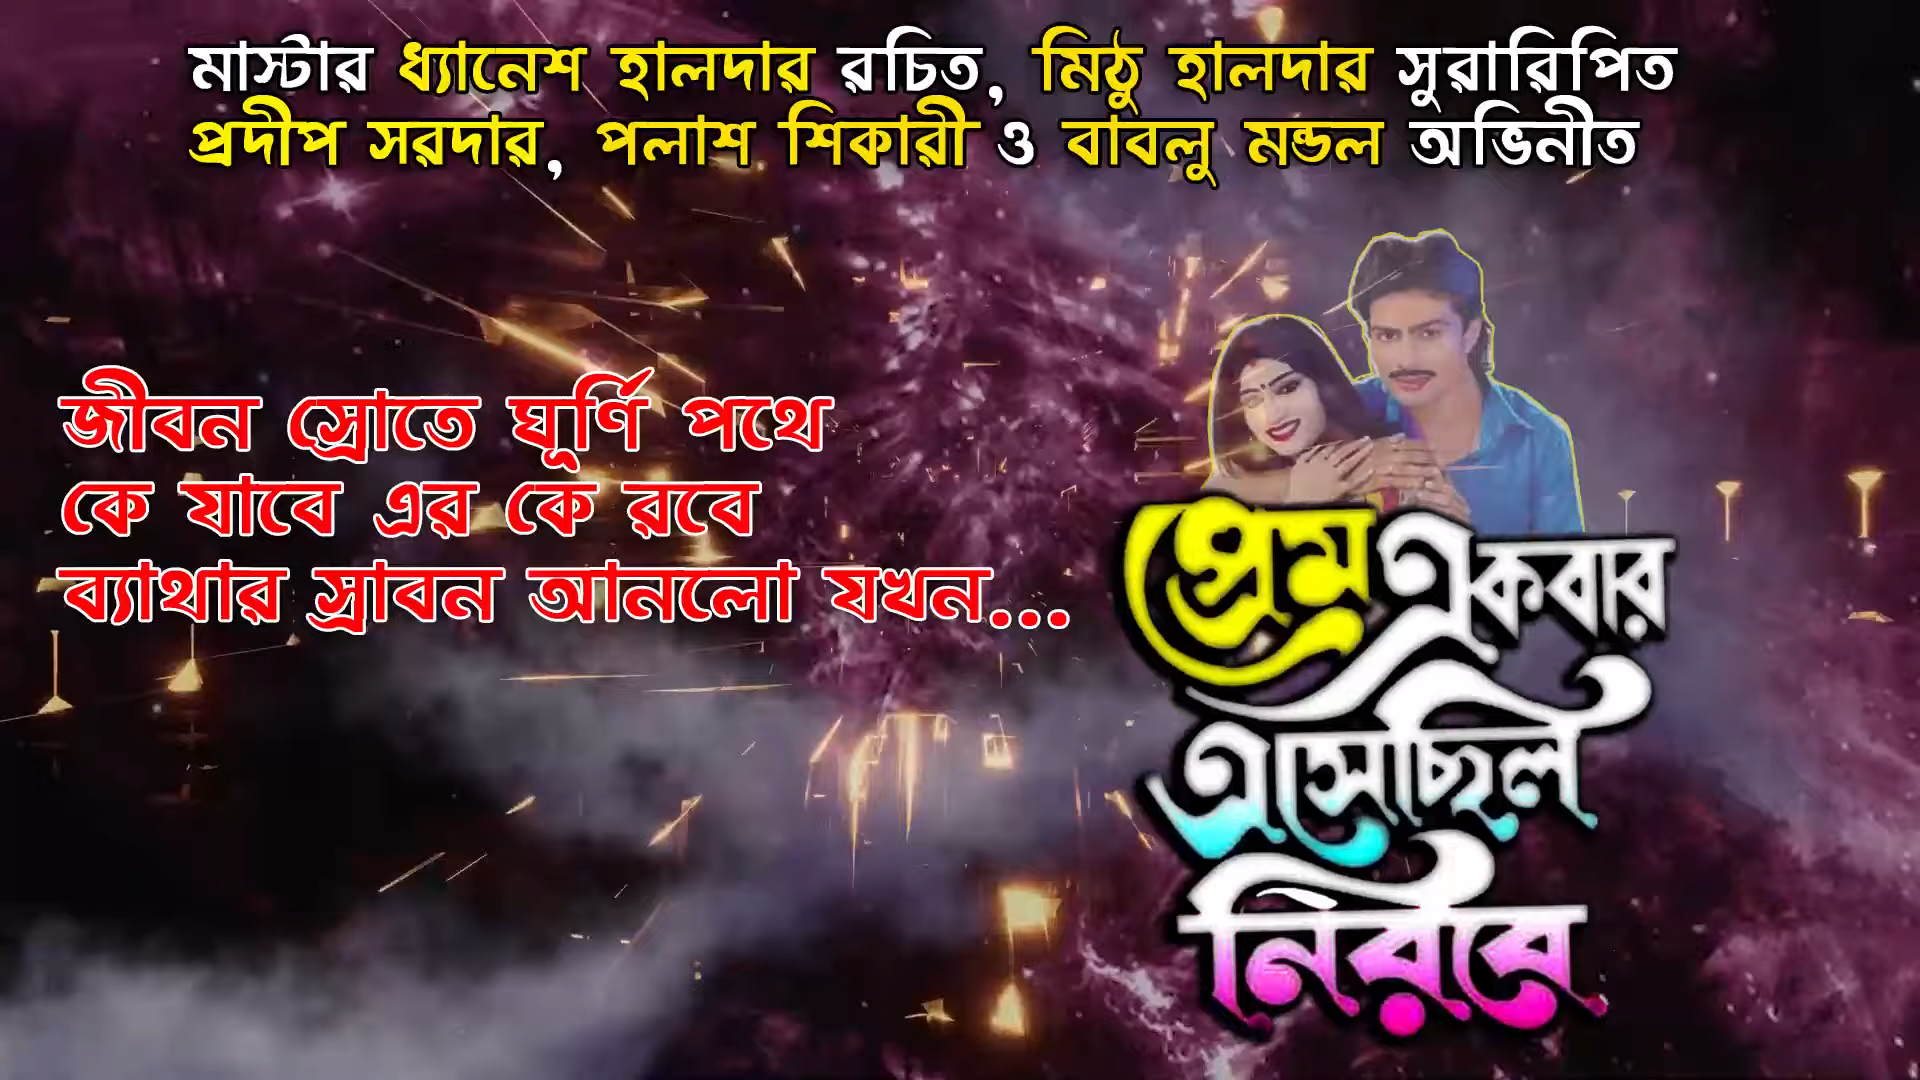 মাস্টার ধ্যানেশ হালদার রচিত, মিঠু হালদার সুরারিপিত
প্রদীপ সরদার, পলাশ শিকারী ও বাবলু মন্ডল অভিনীত
জীবন স্রোতে ঘূর্ণি পথে
কে যাবে এর কে রবে
ব্যাথার স্রাবন আনলো যখন...
প্রেম একবার
এসেছিল
নিরবে